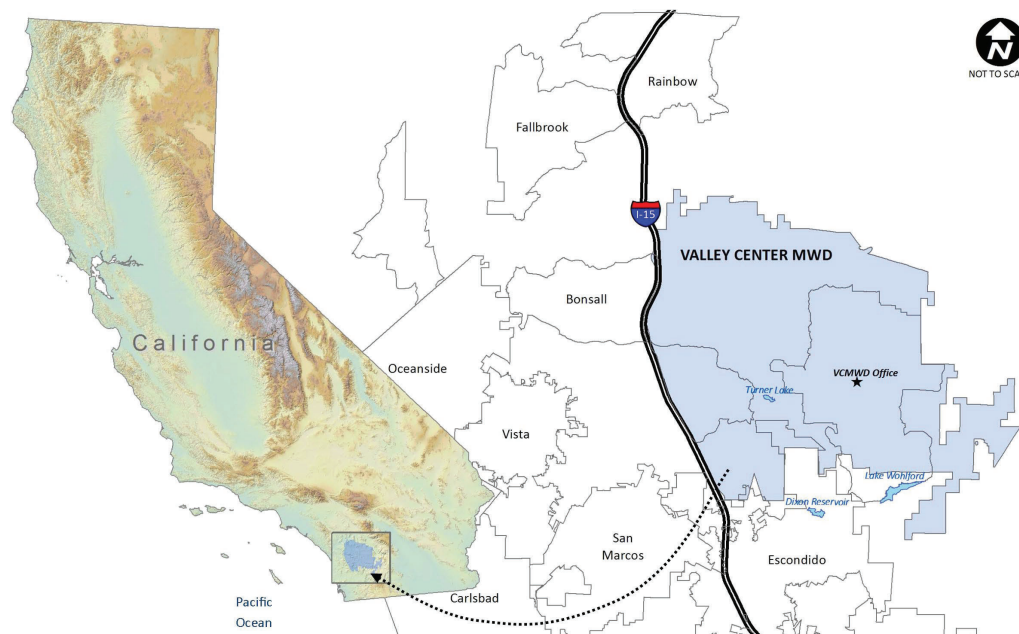 N
NOT TO SCA
Rainbow
Fallbrook
I-15
VALLEY CENTER MWD
Bonsall
California
Oceanside
VCMWD Office
Turner Lake
Vista
Lake Wohlford
Dixon Reservoir
San
Marcos
Escondido
Carlsbad
Pacific
Ocean